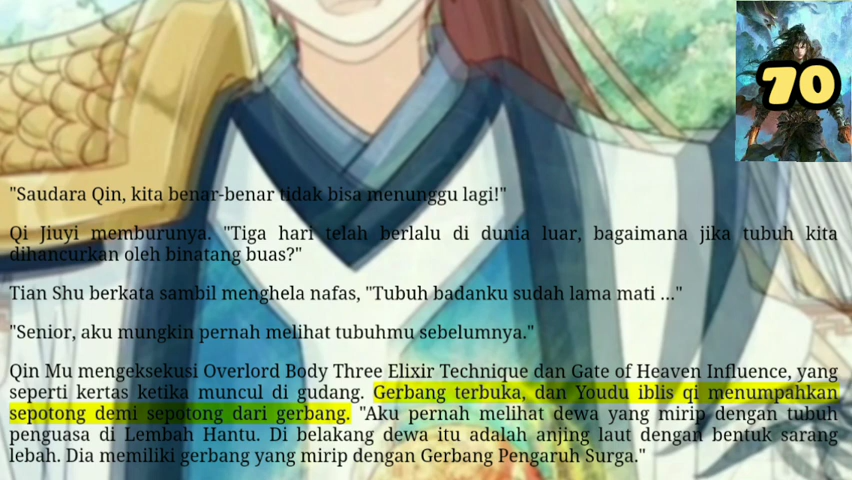 70
"Saudara Qin, kita benar-benar tidak bisa menunggu lagi!"
Qi Jiuyi memburunya. "Tiga hari telah berlalu di dunia luar, bagaimana jika tubuh kita
dihancurkan oleh binatang buas?"
Tian Shu berkata sambil menghela nafas, "Tubuh badanku sudah lama mati ..."
"Senior, aku mungkin pernah melihat tubuhmu sebelumnya."
Qin Mu mengeksekusi Overlord Body Three Elixir Technique dan Gate of Heaven Influence, yang
seperti kertas ketika muncul di gudang. Gerbang terbuka, dan Youdu iblis qi menumpahkan
sepotong demi sepotong dari gerbang. "Aku pernah melihat dewa yang mirip dengan tubuh
penguasa di Lembah Hantu. Di belakang dewa itu adalah anjing laut dengan bentuk sarang
lebah. Dia memiliki gerbang yang mirip dengan Gerbang Pengaruh Surga."